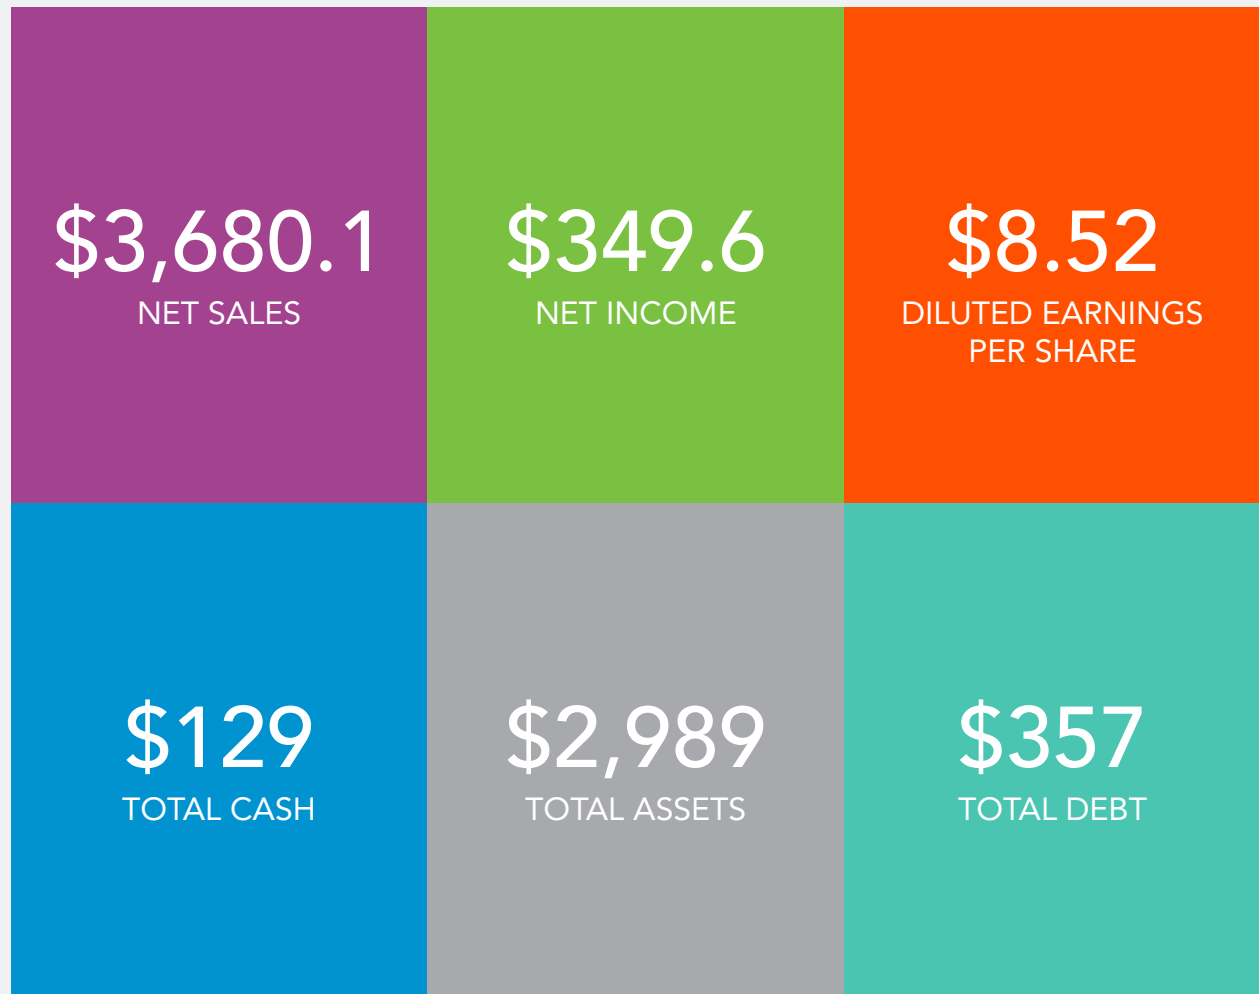 $3,680.1
NET SALES
$349.6
NET INCOME
$8.52
DILUTED EARNINGS
PER SHARE
$129
TOTAL CASH
$2,989
TOTAL ASSETS
$357
TOTAL DEBT